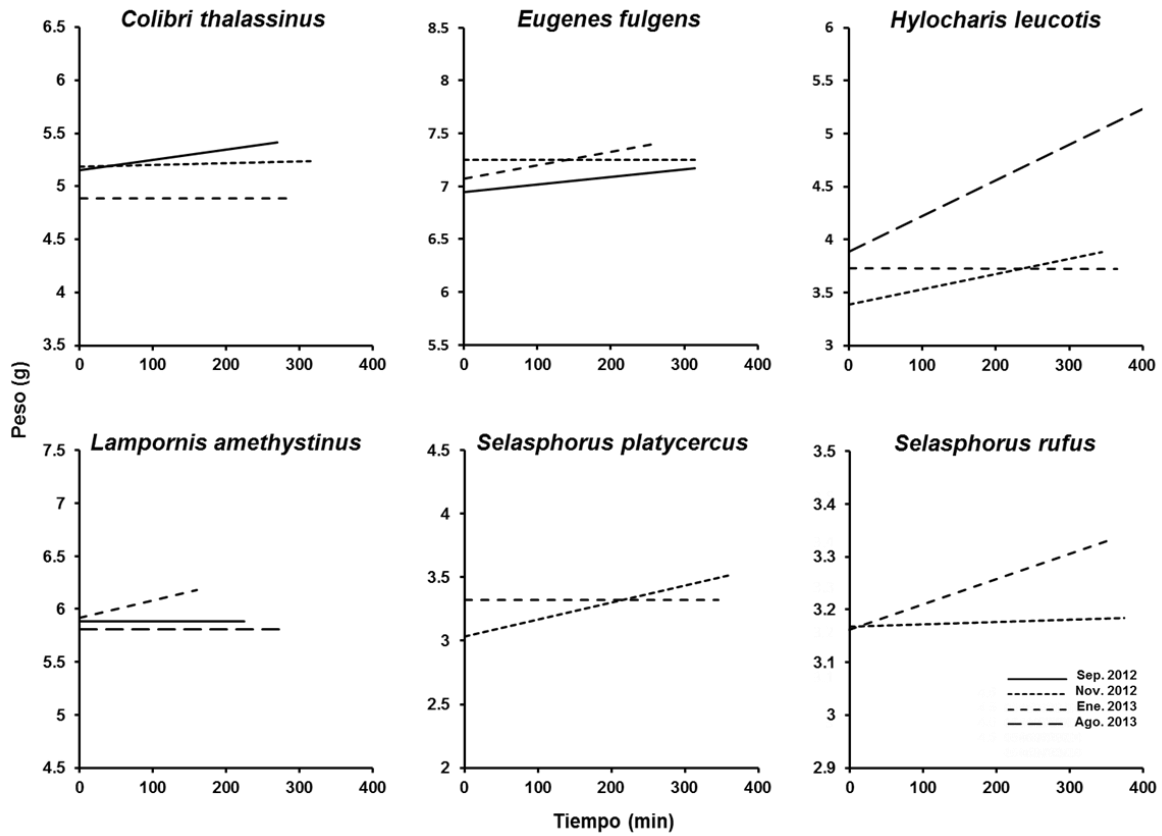 Colibri thalassinus
6.5
6
5.5
5
4.5
4
3.5
0 100 200 300 400
Eugenes fulgens
8.5
8
7.5
7
6.5
6
5.5
0 100 200 300 400
Hylocharis leucotis
6
5.5
5
4.5
4
3.5
3
0 100 200 300 400
Peso (g)
Lampornis amethystinus
7.5
7
6.5
6
5.5
5
4.5
0 100 200 300 400
Selasphorus platycercus
4.5
4
3.5
3
2.5
2
0 100 200 300 400
Selasphorus rufus
3.5
3.4
3.3
3.2
3.1
3
2.9
0 100 200 300 400
Sep. 2012
Nov. 2012
Ene. 2013
Ago. 2013
Tiempo (min)